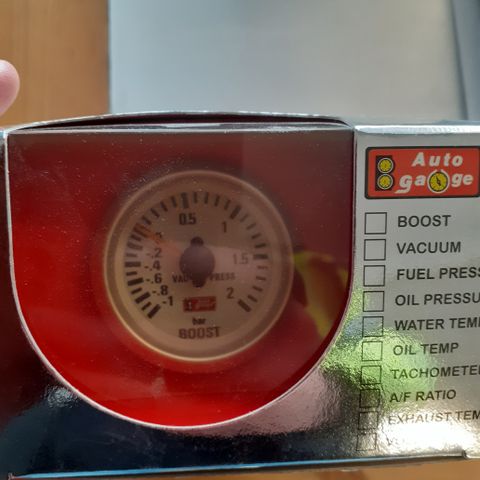 Auto
gauge
BOOST
VACUUM
FUEL PRESS
OIL PRESSU
WATER TEM
OIL TEMP
TACHOMETE
A/F RATIO
EXHAUST TEM
0.5
1
1.5
2
-.2
-.4
-.6
-.8
-1
VACUUM PRESS
bar
BOOST